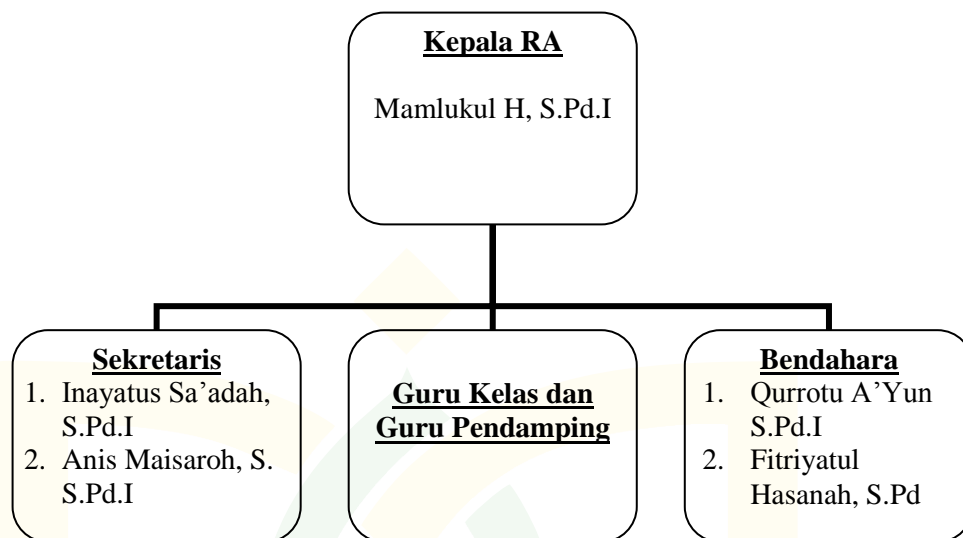 Kepala RA
Mamlukul H, S.Pd.I
Sekretaris
1. Inayatus Sa’adah,
S.Pd.I
2. Anis Maisaroh, S.
S.Pd.I
Guru Kelas dan
Guru Pendamping
Bendahara
1. Qurrotu A’Yun
S.Pd.I
2. Fitriyatul
Hasanah, S.Pd